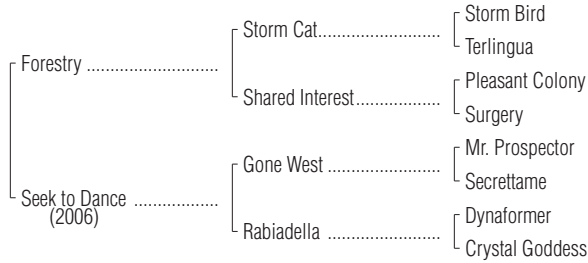 Storm Bird
Storm Cat
Terlingua
Forestry
Pleasant Colony
Shared Interest
Surgery
Mr. Prospector
Gone West
Secrettame
Seek to Dance
(2006)
Dynaformer
Rabiadella
Crystal Goddess